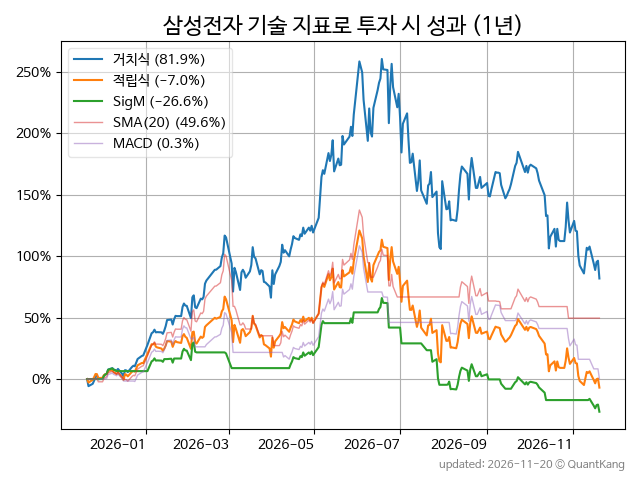 삼성전자 기술 지표로 투자 시 성과 (1년)
거치식 (81.9%)
적립식 (-7.0%)
SigM (-26.6%)
SMA(20) (49.6%)
MACD (0.3%)
250%
200%
150%
100%
50%
0%
2026-01
2026-03
2026-05
2026-07
2026-09
2026-11
updated: 2026-11-20 © QuantKang